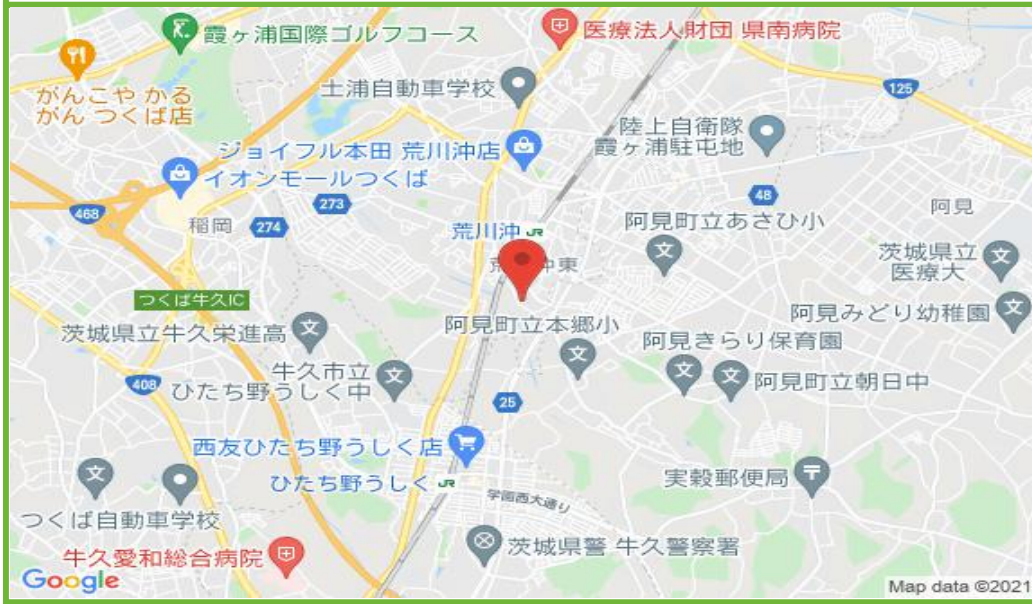 霞ヶ浦国際ゴルフコース
医療法人財団 県南病院
がんこや かる
がん つくば店
土浦自動車学校
125
陸上自衛隊
霞ヶ浦駐屯地
ジョイフル本田 荒川沖店
イオンモールつくば
468
稲岡
274
273
48
阿見
荒川沖 JR
阿見町立あさひ小
茨城県立
医療大
つくば牛久IC
阿見町立本郷小
阿見みどり幼稚園
茨城県立牛久栄進高
阿見きらり保育園
牛久市立
ひたち野うしく中
408
阿見町立朝日中
25
西友ひたち野うしく店
ひたち野うしく JR
実穀郵便局
学園西大通り
つくば自動車学校
牛久愛和総合病院
茨城県警 牛久警察署
Google
Map data ©2021